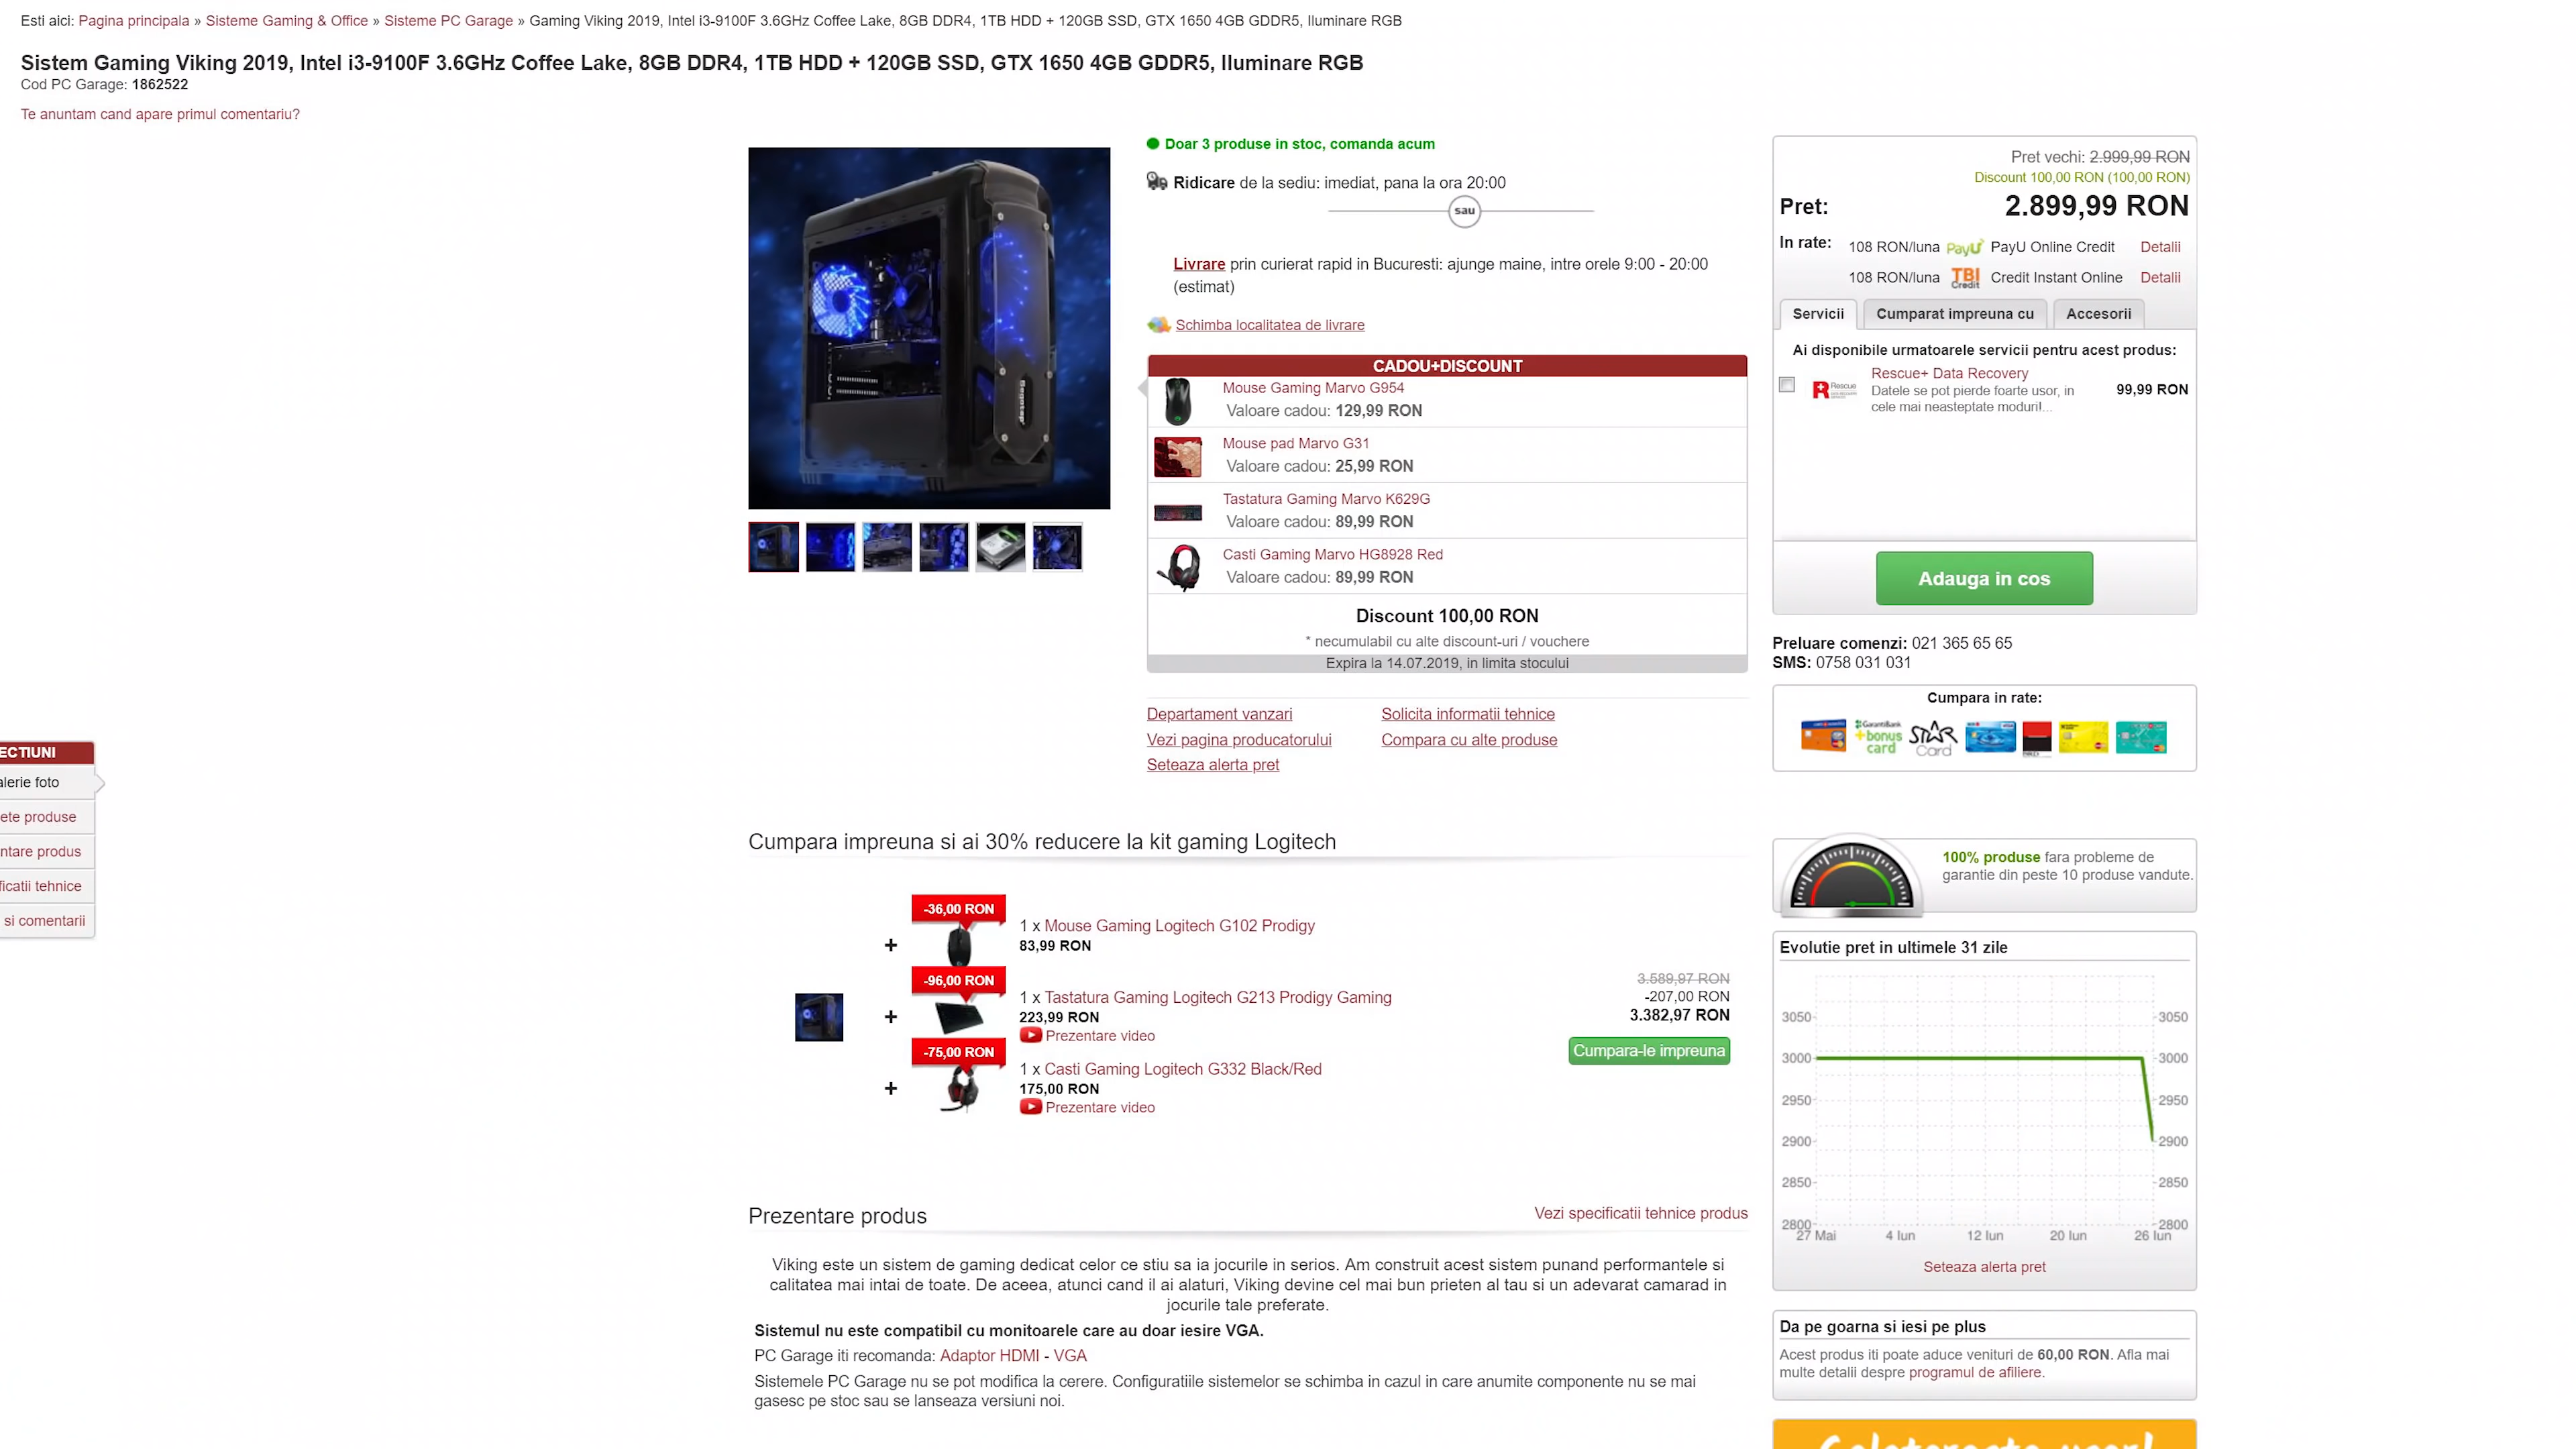 Esti aici: Pagina principala » Sisteme Gaming & Office » Sisteme PC Garage » Gaming Viking 2019, Intel i3-9100F 3.6GHz Coffee Lake, 8GB DDR4, 1TB HDD + 120GB SSD, GTX 1650 4GB GDDR5, Iluminare RGB
Sistem Gaming Viking 2019, Intel i3-9100F 3.6GHz Coffee Lake, 8GB DDR4, 1TB HDD + 120GB SSD, GTX 1650 4GB GDDR5, Iluminare RGB
Cod PC Garage: 1862522
Te anuntam cand apare primul comentariu?
Segotep
Doar 3 produse in stoc, comanda acum
Ridicare de la sediu: imediat, pana la ora 20:00
sau
Livrare prin curierat rapid in Bucuresti: ajunge maine, intre orele 9:00 - 20:00
(estimat)
Schimba localitatea de livrare
CADOU+DISCOUNT
Mouse Gaming Marvo G954
Valoare cadou: 129,99 RON
Mouse pad Marvo G31
Valoare cadou: 25,99 RON
Tastatura Gaming Marvo K629G
Valoare cadou: 89,99 RON
Casti Gaming Marvo HG8928 Red
Valoare cadou: 89,99 RON
Discount 100,00 RON
* necumulabil cu alte discount-uri / vouchere
Expira la 14.07.2019, in limita stocului
Departament vanzari
Solicita informatii tehnice
Vezi pagina producatorului
Compara cu alte produse
Seteaza alerta pret
Pret vechi: 2.999,99 RON
Discount 100,00 RON (100,00 RON)
Pret: 2.899,99 RON
In rate: 108 RON/luna PayU PayU Online Credit Detalii
108 RON/luna TBI Credit Credit Instant Online Detalii
Servicii Cumparat impreuna cu Accesorii
Ai disponibile urmatoarele servicii pentru acest produs:
Rescue
Rescue+ Data Recovery
Datele se pot pierde foarte usor, in
cele mai neasteptate moduri!...
99,99 RON
Adauga in cos
Preluare comenzi: 021 365 65 65
SMS: 0758 031 031
Cumpara in rate:
GarantiBank
+bonus
card
STAR
Card
ECTIUNI
alerie foto
ete produse
ntare produs
ficatii tehnice
si comentarii
Cumpara impreuna si ai 30% reducere la kit gaming Logitech
-36,00 RON
+
1 x Mouse Gaming Logitech G102 Prodigy
83,99 RON
-96,00 RON
+
1 x Tastatura Gaming Logitech G213 Prodigy Gaming
223,99 RON
Prezentare video
-75,00 RON
+
1 x Casti Gaming Logitech G332 Black/Red
175,00 RON
Prezentare video
3.589,97 RON
-207,00 RON
3.382,97 RON
Cumpara-le impreuna
100% produse fara probleme de
garantie din peste 10 produse vandute.
Evolutie pret in ultimele 31 zile
3050 3050
3000 3000
2950 2950
2900 2900
2850 2850
2800 2800
27 Mai 4 Iun 12 Iun 20 Iun 26 Iun
Seteaza alerta pret
Prezentare produs
Vezi specificatii tehnice produs
Viking este un sistem de gaming dedicat celor ce stiu sa ia jocurile in serios. Am construit acest sistem punand performantele si
calitatea mai intai de toate. De aceea, atunci cand il ai alaturi, Viking devine cel mai bun prieten al tau si un adevarat camarad in
jocurile tale preferate.
Sistemul nu este compatibil cu monitoarele care au doar iesire VGA.
PC Garage iti recomanda: Adaptor HDMI - VGA
Sistemele PC Garage nu se pot modifica la cerere. Configuratiile sistemelor se schimba in cazul in care anumite componente nu se mai
gasesc pe stoc sau se lanseaza versiuni noi.
Da pe goarna si iesi pe plus
Acest produs iti poate aduce venituri de 60,00 RON. Afla mai
multe detalii despre programul de afiliere.